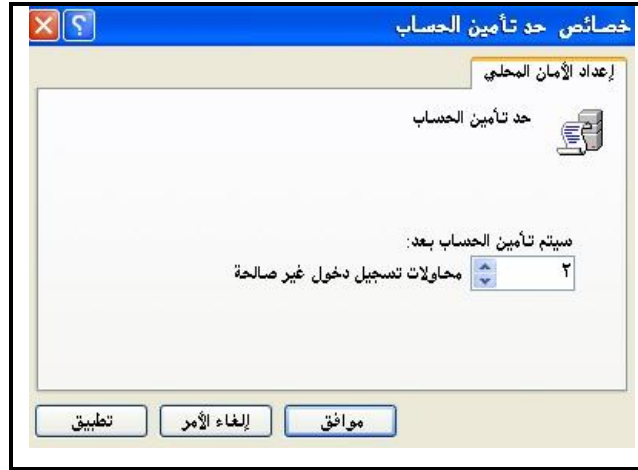 خصائص حد تأمين الحساب
إعداد الأمان المحلي
حد تأمين الحساب
سيتم تأمين الحساب بعد:
٢ محاولات تسجيل دخول غير صالحة
موافق إلغاء الأمر تطبيق